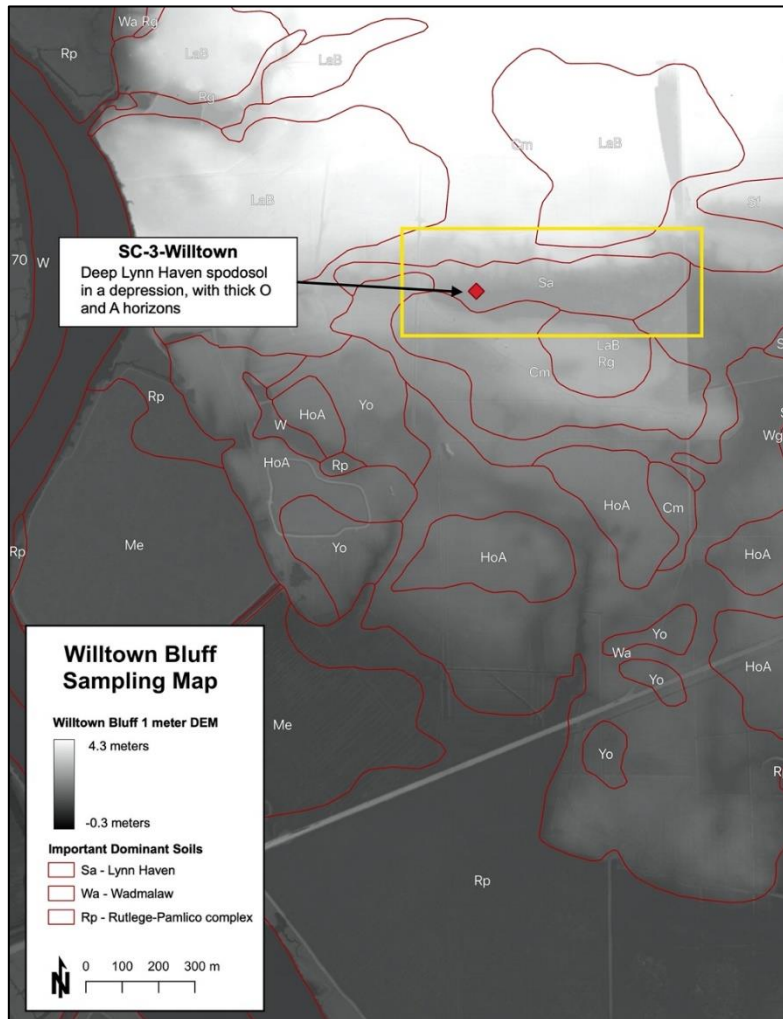 Wa Rg
Rp
LaB
LaB
Rg
Cm
LaB
LaB
Sf
SC-3-Willtown
Deep Lynn Haven spodosol
in a depression, with thick O
and A horizons
70
W
Sa
LaB
Rg
Cm
Rp
HoA
Yo
W
HoA
Rp
Wg
HoA
Cm
Me
Yo
HoA
HoA
Rp
Yo
Wa
Yo
HoA
Me
Yo
Rp
Willtown Bluff
Sampling Map
Willtown Bluff 1 meter DEM
4.3 meters
-0.3 meters
Important Dominant Soils
Sa - Lynn Haven
Wa - Wadmalaw
Rp - Rutlege-Pamlico complex
N
0 100 200 300 m